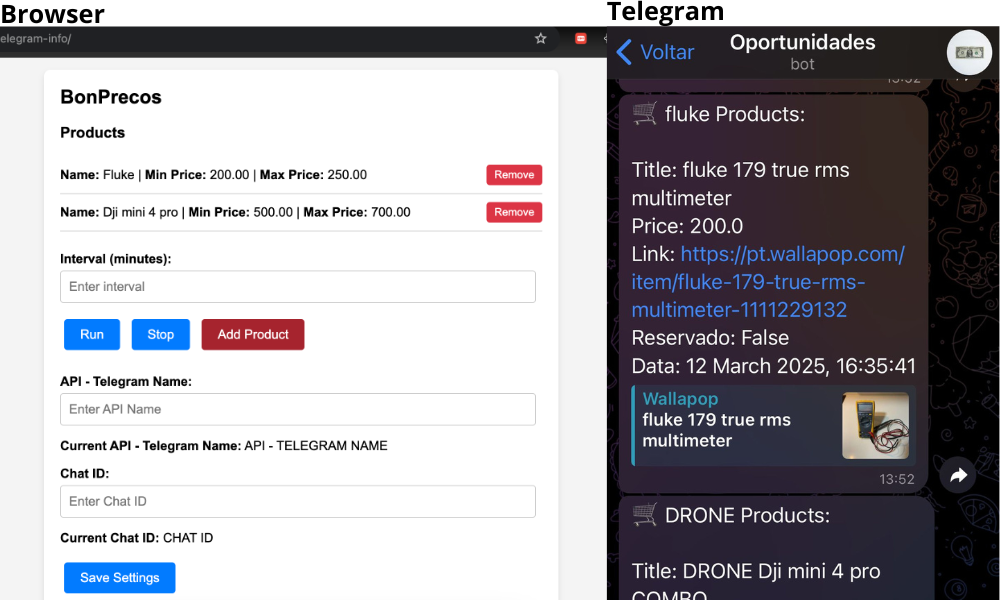 Browser
elegram-info/
BonPrecos
Products
Name: Fluke | Min Price: 200.00 | Max Price: 250.00
Remove
Name: Dji mini 4 pro | Min Price: 500.00 | Max Price: 700.00
Remove
Interval (minutes):
Enter interval
Run
Stop
Add Product
API - Telegram Name:
Enter API Name
Current API - Telegram Name: API - TELEGRAM NAME
Chat ID:
Enter Chat ID
Current Chat ID: CHAT ID
Save Settings
Telegram
Voltar
Oportunidades
bot
13:52
fluke Products:
Title: fluke 179 true rms
multimeter
Price: 200.0
Link: https://pt.wallapop.com/
item/fluke-179-true-rms-
multimeter-1111229132
Reservado: False
Data: 12 March 2025, 16:35:41
Wallapop
fluke 179 true rms
multimeter
13:52
DRONE Products:
Title: DRONE Dji mini 4 pro
COMBO